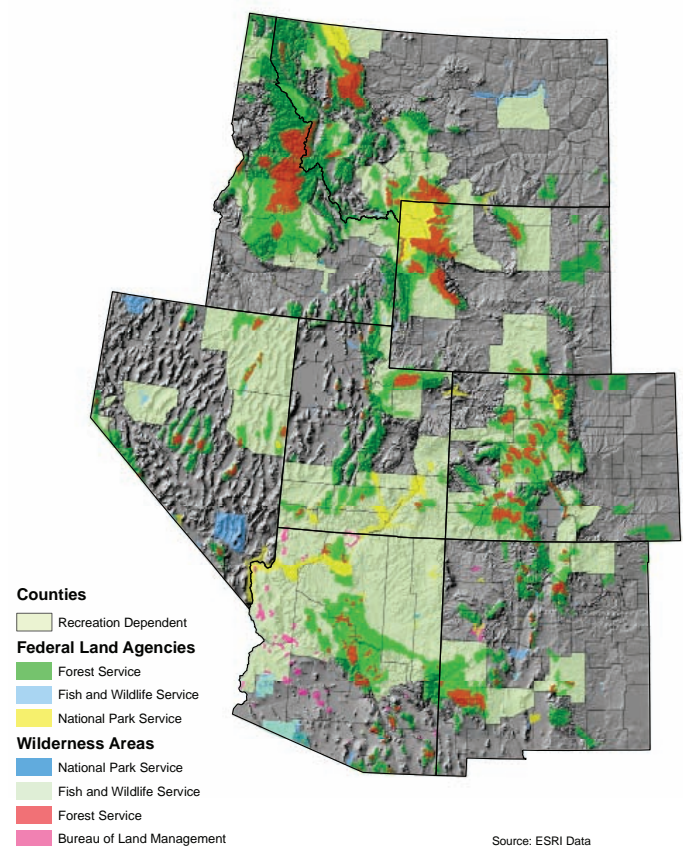 Counties
Recreation Dependent
Federal Land Agencies
Forest Service
Fish and Wildlife Service
National Park Service
Wilderness Areas
National Park Service
Fish and Wildlife Service
Forest Service
Bureau of Land Management
Source: ESRI Data